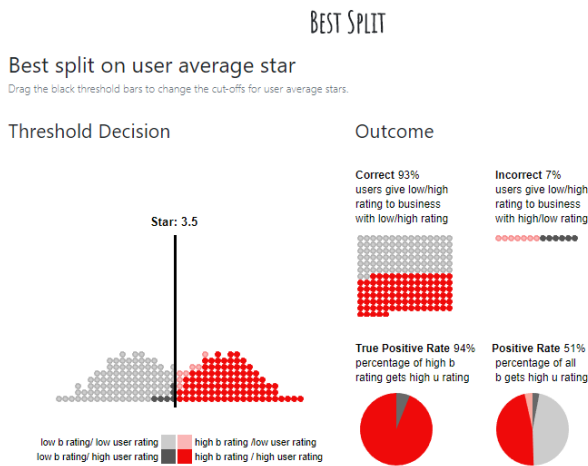 BEST SPLIT
Best split on user average star
Drag the black threshold bars to change the cut-offs for user average stars.
Threshold Decision
Star: 3.5
low b rating/ low user rating
high b rating /low user rating
low b rating/ high user rating
high b rating / high user rating
Outcome
Correct 93%
users give low/high
rating to business
with low/high rating
Incorrect 7%
users give low/high
rating to business
with high/low rating
True Positive Rate 94%
percentage of high b
rating gets high u rating
Positive Rate 51%
percentage of all
b gets high u rating